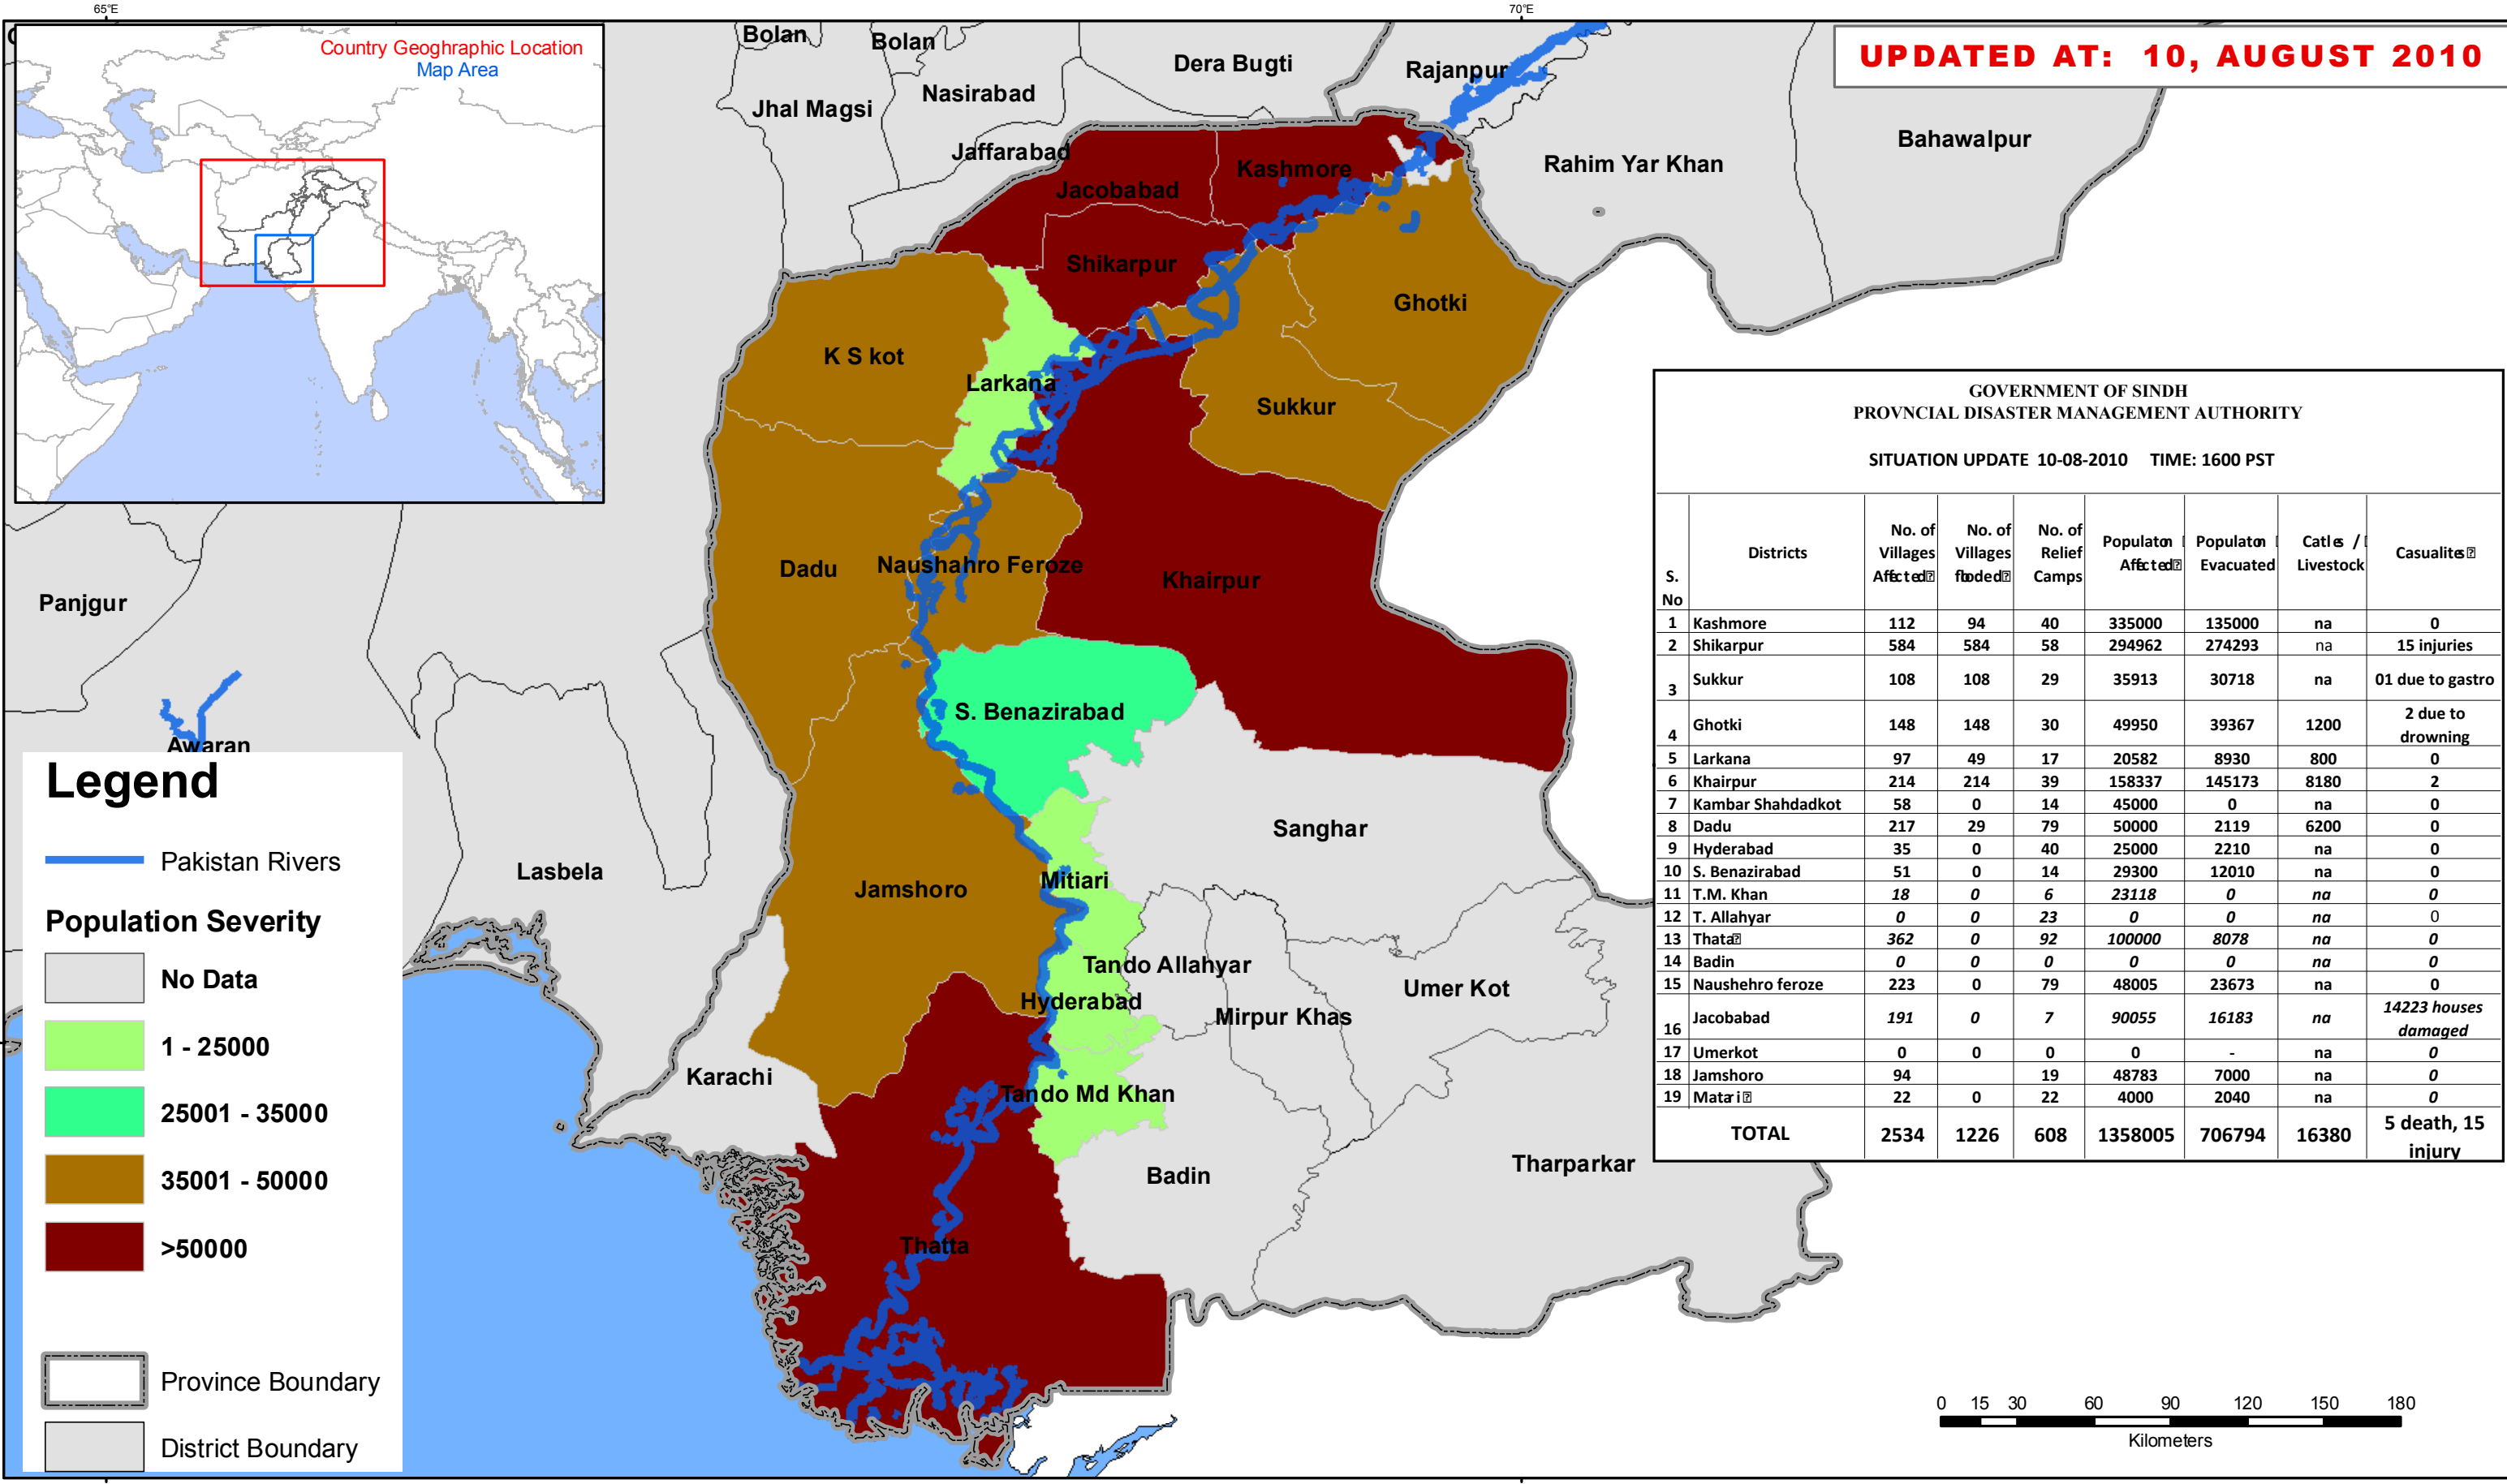 65°E
70°E
Country Geoghraphic Location
Map Area
UPDATED AT: 10, AUGUST 2010
Bolan
Bolan
Dera Bugti
Rajanpur
Nasirabad
Jhal Magsi
Jaffarabad
Bahawalpur
Rahim Yar Khan
Kashmore
Jacobabad
Shikarpur
Ghotki
K S kot
Larkana
Sukkur
Dadu
Naushahro Feroze
Khairpur
Panjgur
S. Benazirabad
Awaran
Sanghar
Lasbela
Jamshoro
Mitiari
Tando Allahyar
Umer Kot
Hyderabad
Mirpur Khas
Karachi
Tando Md Khan
Tharparkar
Badin
Thatta
Legend
Pakistan Rivers
Population Severity
No Data
1 - 25000
25001 - 35000
35001 - 50000
>50000
Province Boundary
District Boundary
GOVERNMENT OF SINDH
PROVNCIAL DISASTER MANAGEMENT AUTHORITY
SITUATION UPDATE 10-08-2010 TIME: 1600 PST
S. No Districts No. of Villages Affcted No. of Villages floded No. of Relief Camps Populaton Affcted Populaton Evacuated Catles / Livestock Casualites
1 Kashmore 112 94 40 335000 135000 na 0
2 Shikarpur 584 584 58 294962 274293 na 15 injuries
3 Sukkur 108 108 29 35913 30718 na 01 due to gastro
4 Ghotki 148 148 30 49950 39367 1200 2 due to drowning
5 Larkana 97 49 17 20582 8930 800 0
6 Khairpur 214 214 39 158337 145173 8180 2
7 Kambar Shahdadkot 58 0 14 45000 0 na 0
8 Dadu 217 29 79 50000 2119 6200 0
9 Hyderabad 35 0 40 25000 2210 na 0
10 S. Benazirabad 51 0 14 29300 12010 na 0
11 T.M. Khan 18 0 6 23118 0 na 0
12 T. Allahyar 0 0 23 0 0 na 0
13 Thata 362 0 92 100000 8078 na 0
14 Badin 0 0 0 0 0 na 0
15 Naushehro feroze 223 0 79 48005 23673 na 0
16 Jacobabad 191 0 7 90055 16183 na 14223 houses damaged
17 Umerkot 0 0 0 0 - na 0
18 Jamshoro 94 19 48783 7000 na 0
19 Matari 22 0 22 4000 2040 na 0
TOTAL 2534 1226 608 1358005 706794 16380 5 death, 15 injury
0 15 30 60 90 120 150 180
Kilometers